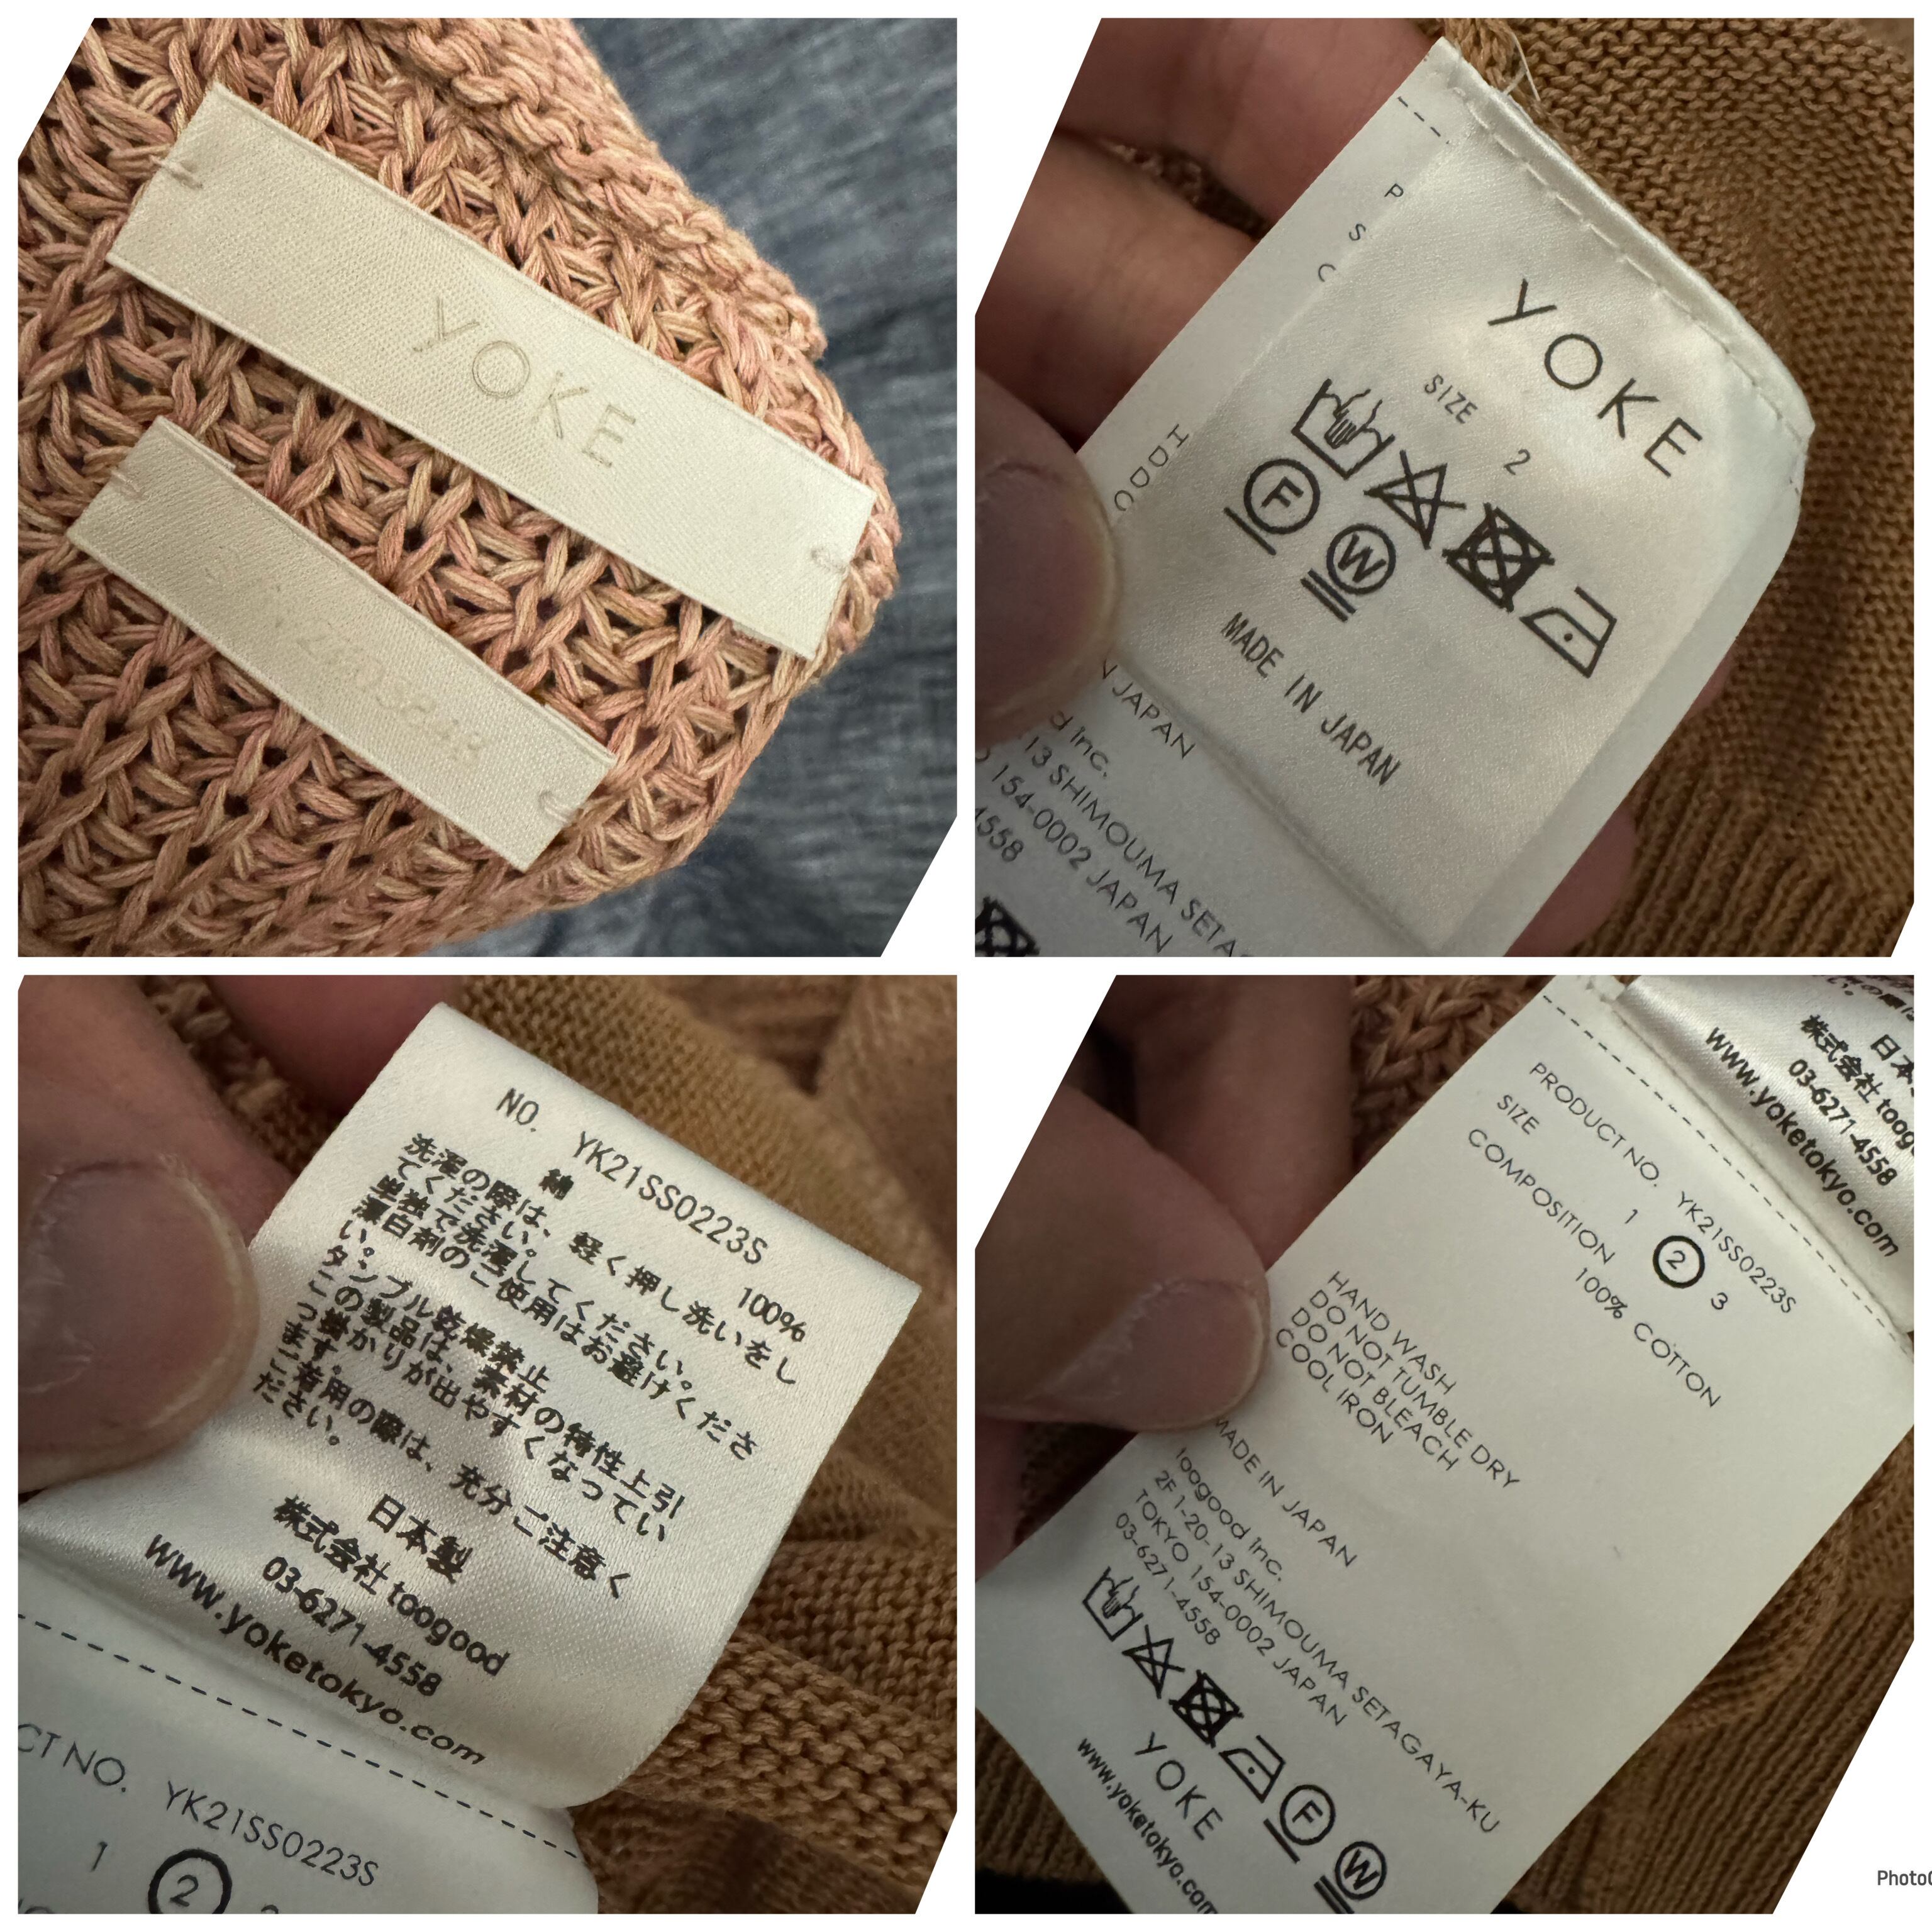 YOKE
YOKE
SIZE 2
F
W
MADE IN JAPAN
P
S
C
JAPAN
d Inc.
13 SHIMOUMA SETA
154-0002 JAPAN
4558
NO. YK21SS0223S
綿 100%
洗濯の際は、軽く押し洗いをし
てください。
単独で洗濯してください。
漂白剤のご使用はお避けくださ
い。
タンブル乾燥禁止
この製品は、素材の特性上引
っ掛かりが出やすくなってい
ます。
ご着用の際は、充分ご注意く
ださい。
日本製
株式会社 toogood
03-6271-4558
www.yoketokyo.com
CT NO. YK21SS0223S
1 2
日本
株式会社 toogo
03-6271-4558
www.yoketokyo.com
PRODUCT NO. YK21SS0223S
SIZE 1 2 3
COMPOSITION 100% COTTON
HAND WASH
DO NOT TUMBLE DRY
DO NOT BLEACH
COOL IRON
MADE IN JAPAN
toogood Inc.
2F 1-20-13 SHIMOUMA SETAGAYA-KU
TOKYO 154-0002 JAPAN
03-6271-4558
F
W
YOKE
www.yoketokyo.com
Photo